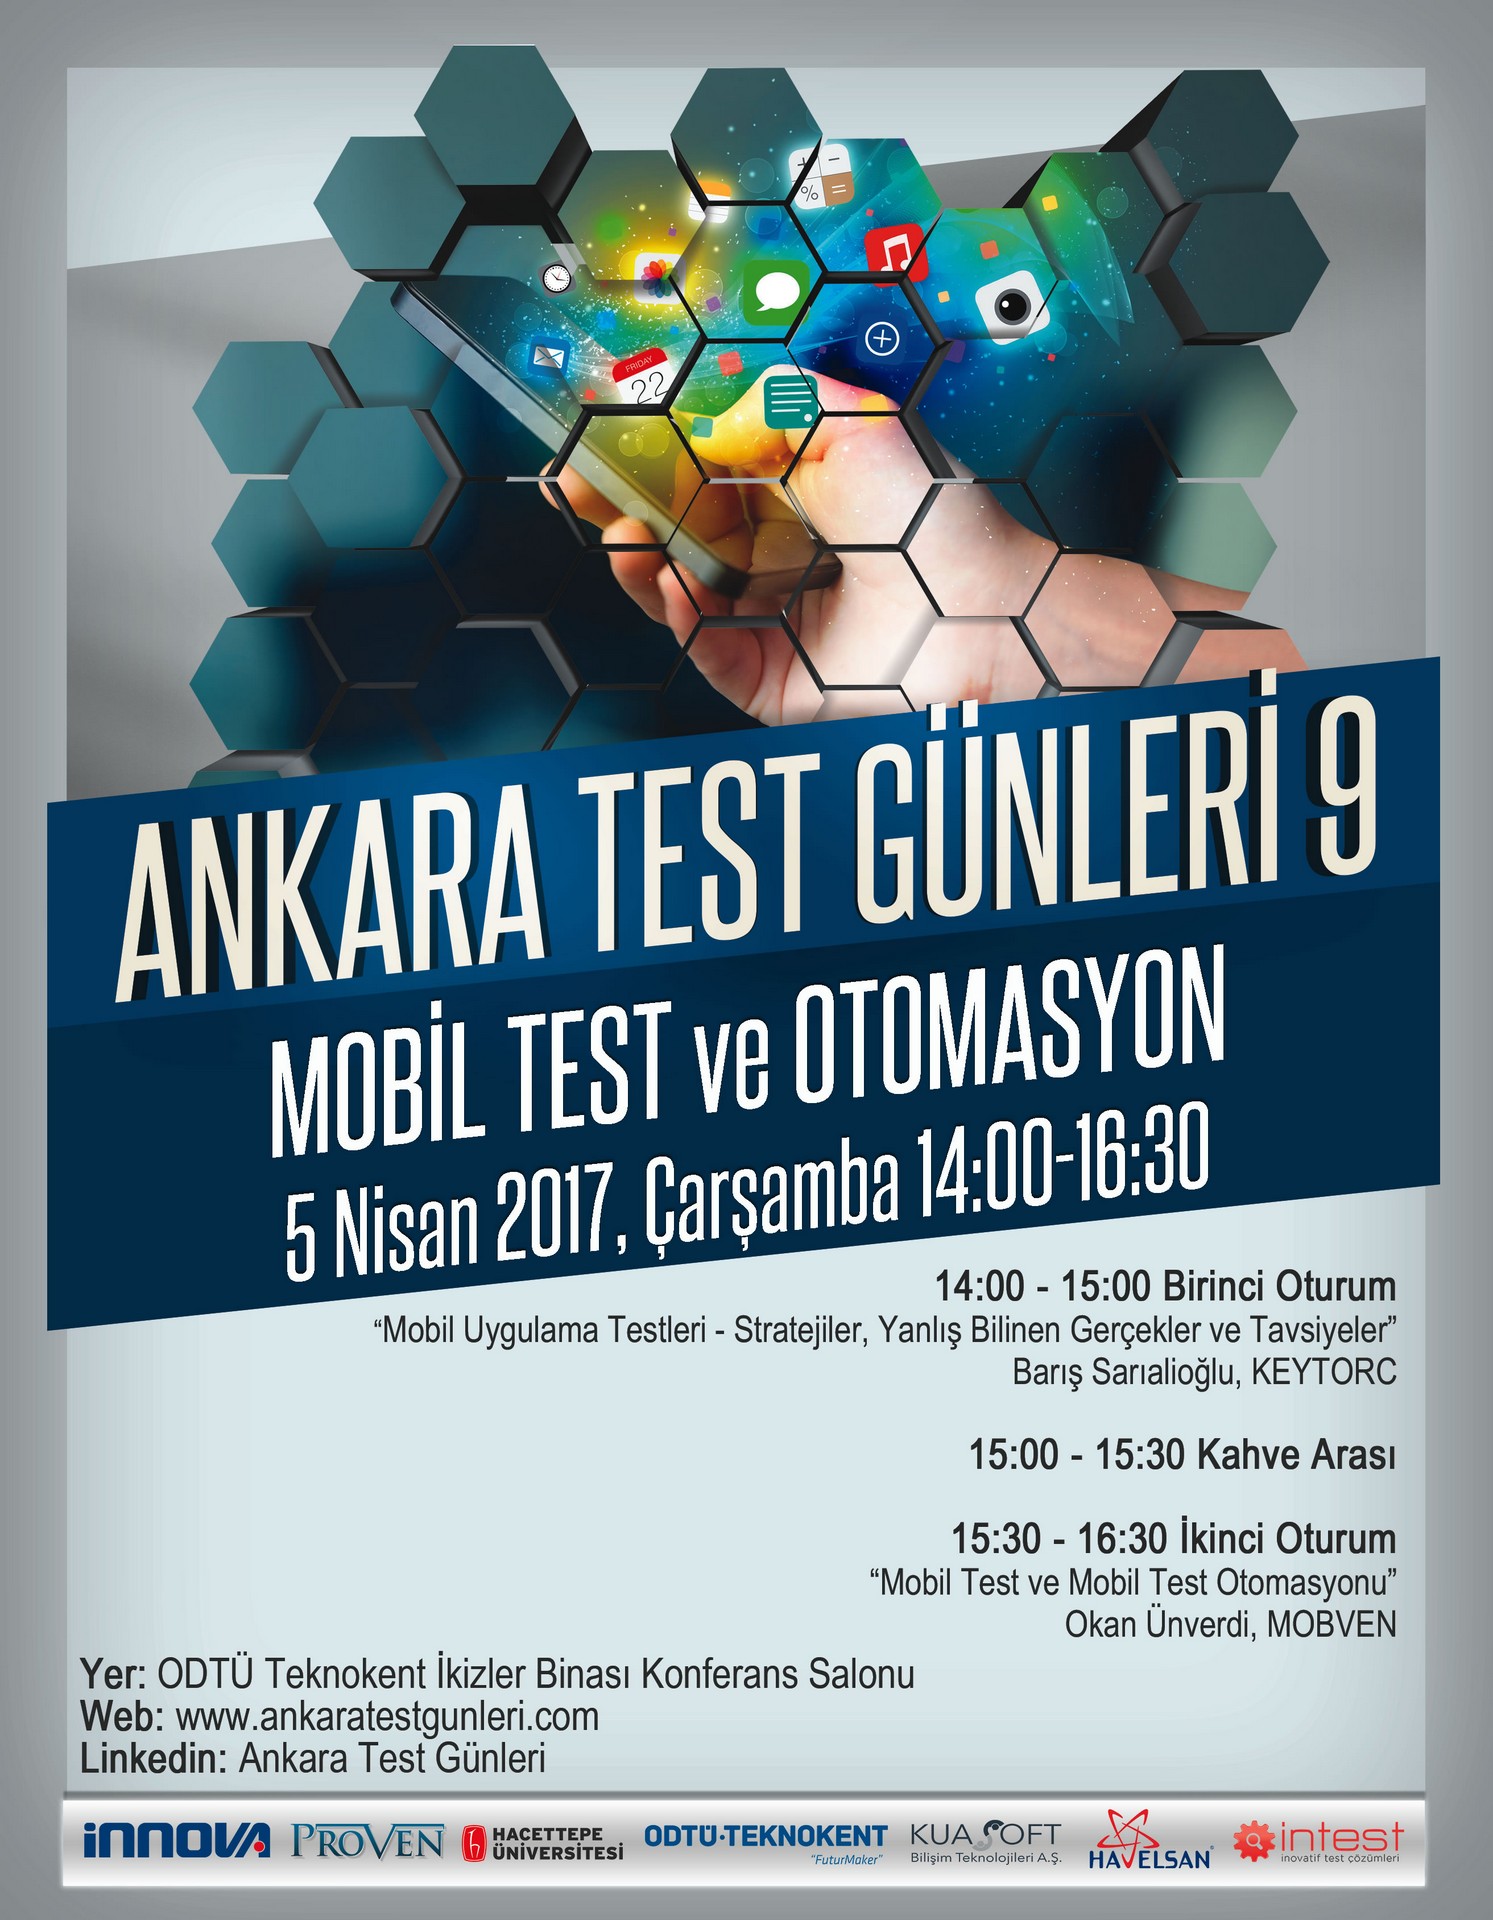 FRIDAY
22
ANKARA TEST GÜNLERİ 9
MOBİL TEST ve OTOMASYON
5 Nisan 2017, Çarşamba 14:00-16:30
14:00 - 15:00 Birinci Oturum
“Mobil Uygulama Testleri - Stratejiler, Yanlış Bilinen Gerçekler ve Tavsiyeler”
Barış Sarıalioğlu, KEYTORC
15:00 - 15:30 Kahve Arası
15:30 - 16:30 İkinci Oturum
“Mobil Test ve Mobil Test Otomasyonu”
Okan Ünverdi, MOBVEN
Yer: ODTÜ Teknokent İkizler Binası Konferans Salonu
Web: www.ankaratestgunleri.com
Linkedin: Ankara Test Günleri
innova
PROVEN
HACETTEPE
ÜNİVERSİTESİ
ODTÜ·TEKNOKENT
"FuturMaker"
KUASOFT
Bilişim Teknolojileri A.Ş.
HAVELSAN
intest
inovatif test çözümleri